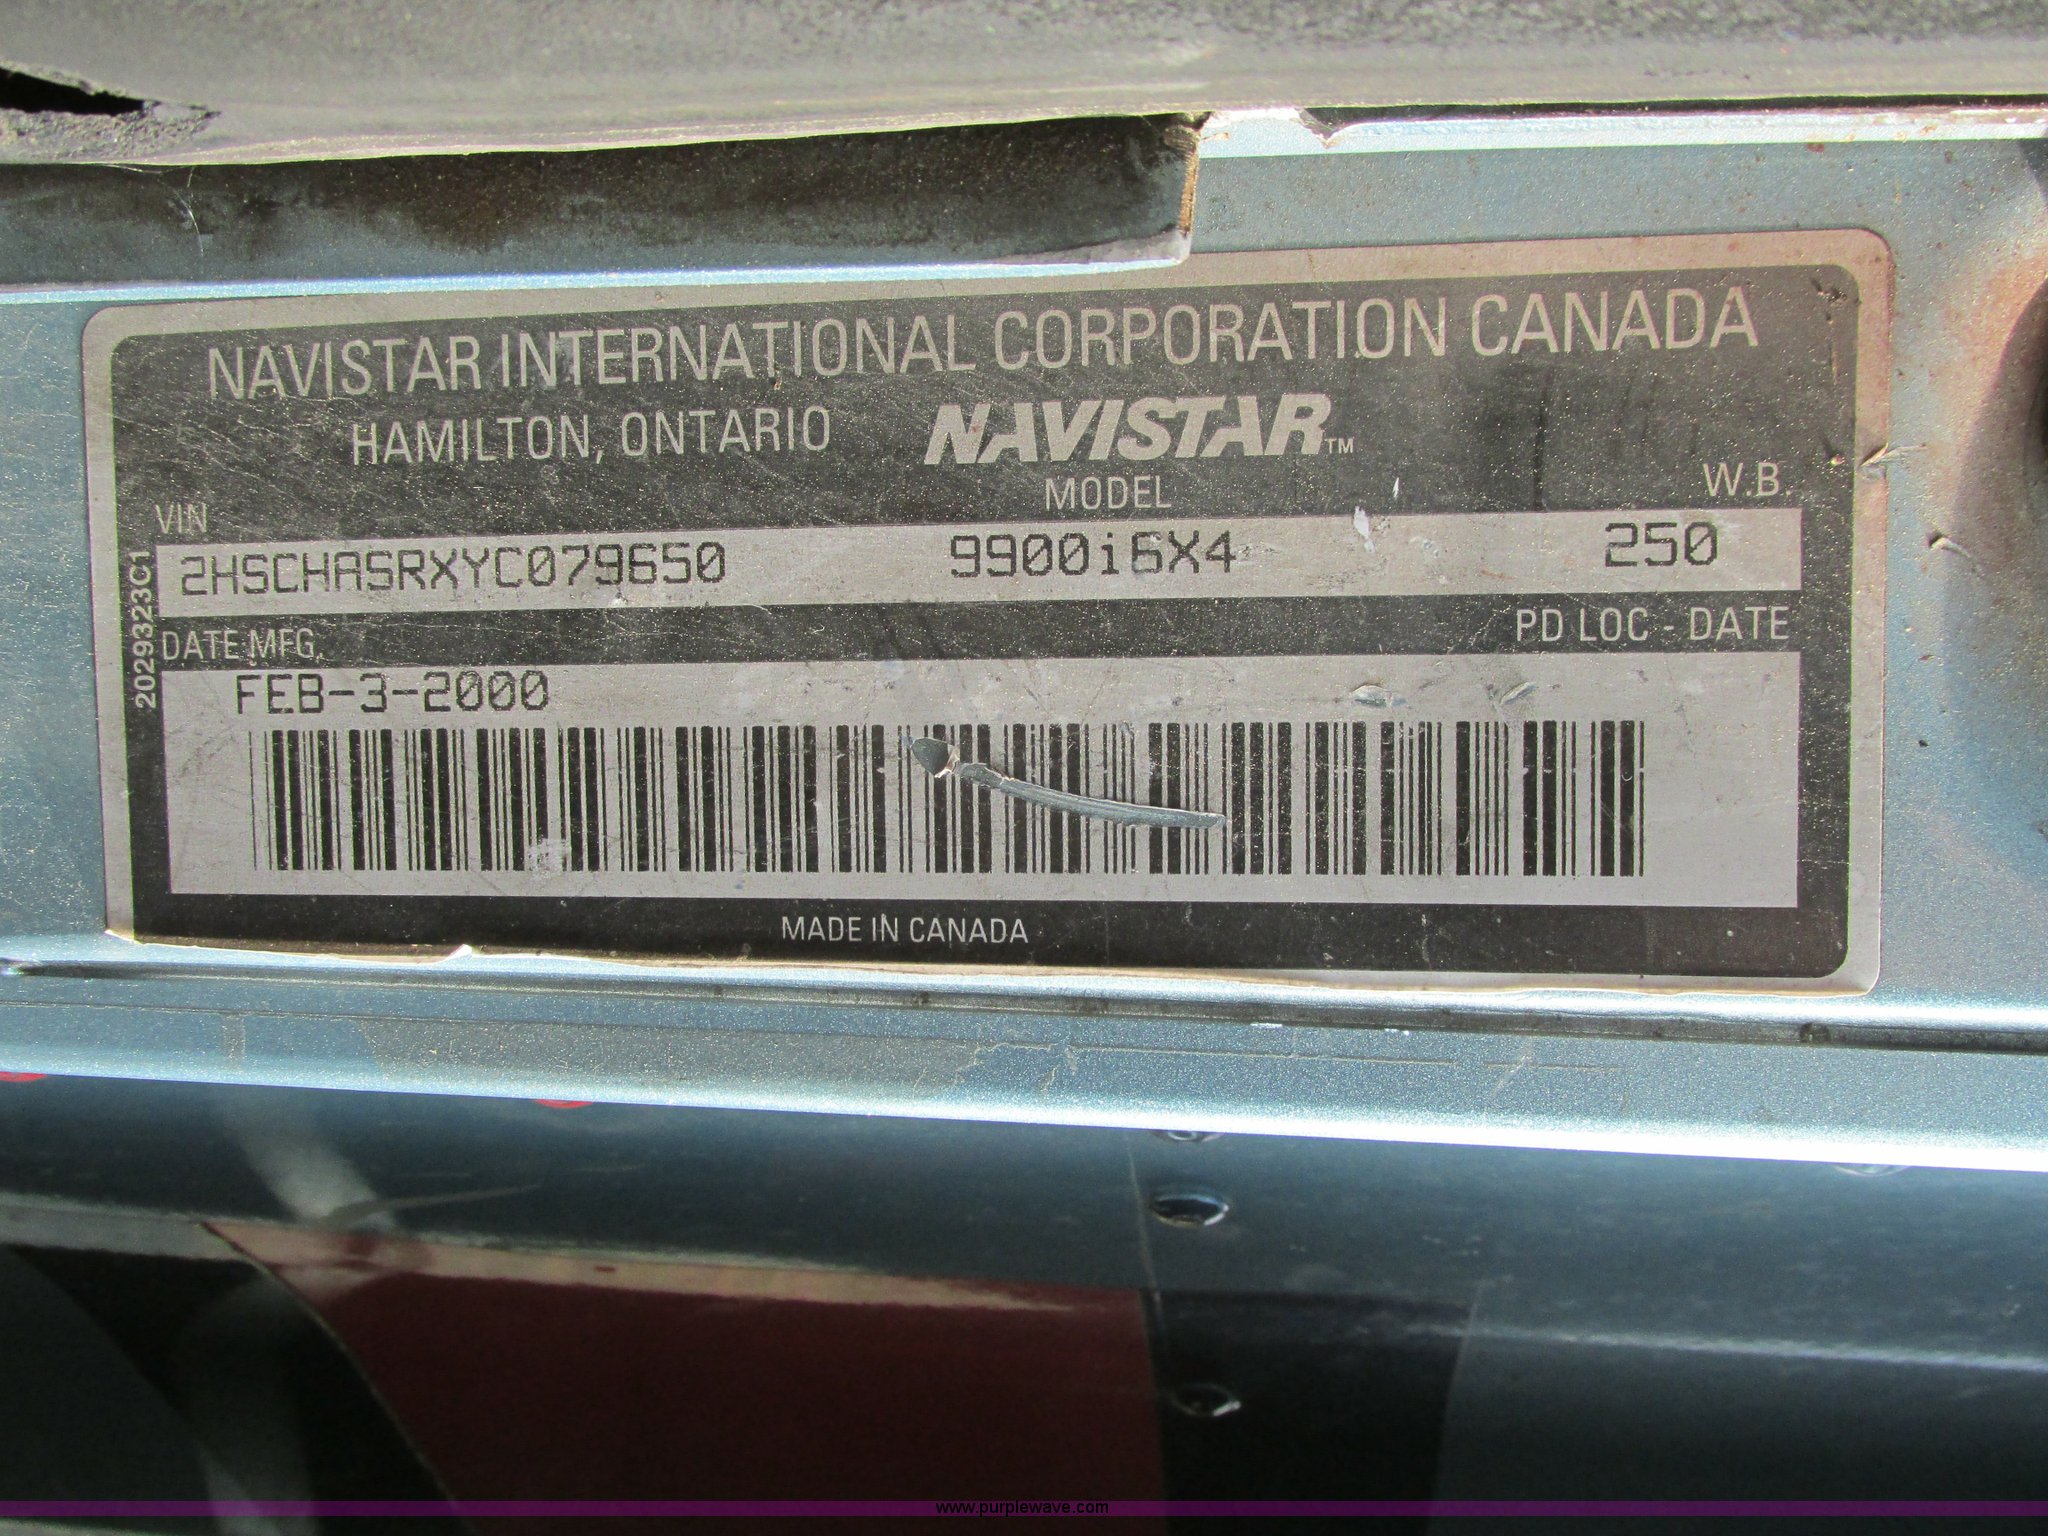 NAVISTAR INTERNATIONAL CORPORATION CANADA
HAMILTON, ONTARIO NAVISTAR™
VIN MODEL W.B.
2HSCHASRXYC079650 9900i6X4 250
2029323C1
DATE MFG. PD LOC - DATE
FEB-3-2000
MADE IN CANADA
www.purplewave.com